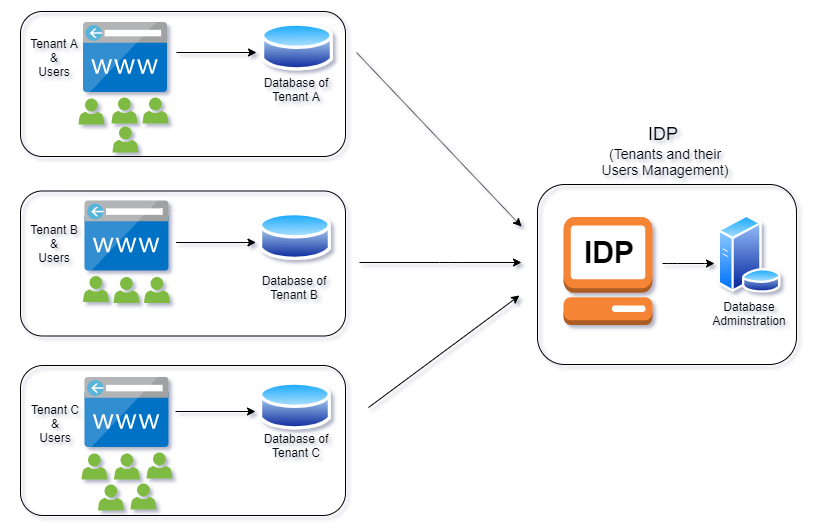 Tenant A
&
Users
WWW
Database of
Tenant A
Tenant B
&
Users
WWW
Database of
Tenant B
Tenant C
&
Users
WWW
Database of
Tenant C
IDP
(Tenants and their
Users Management)
IDP
Database
Adminstration